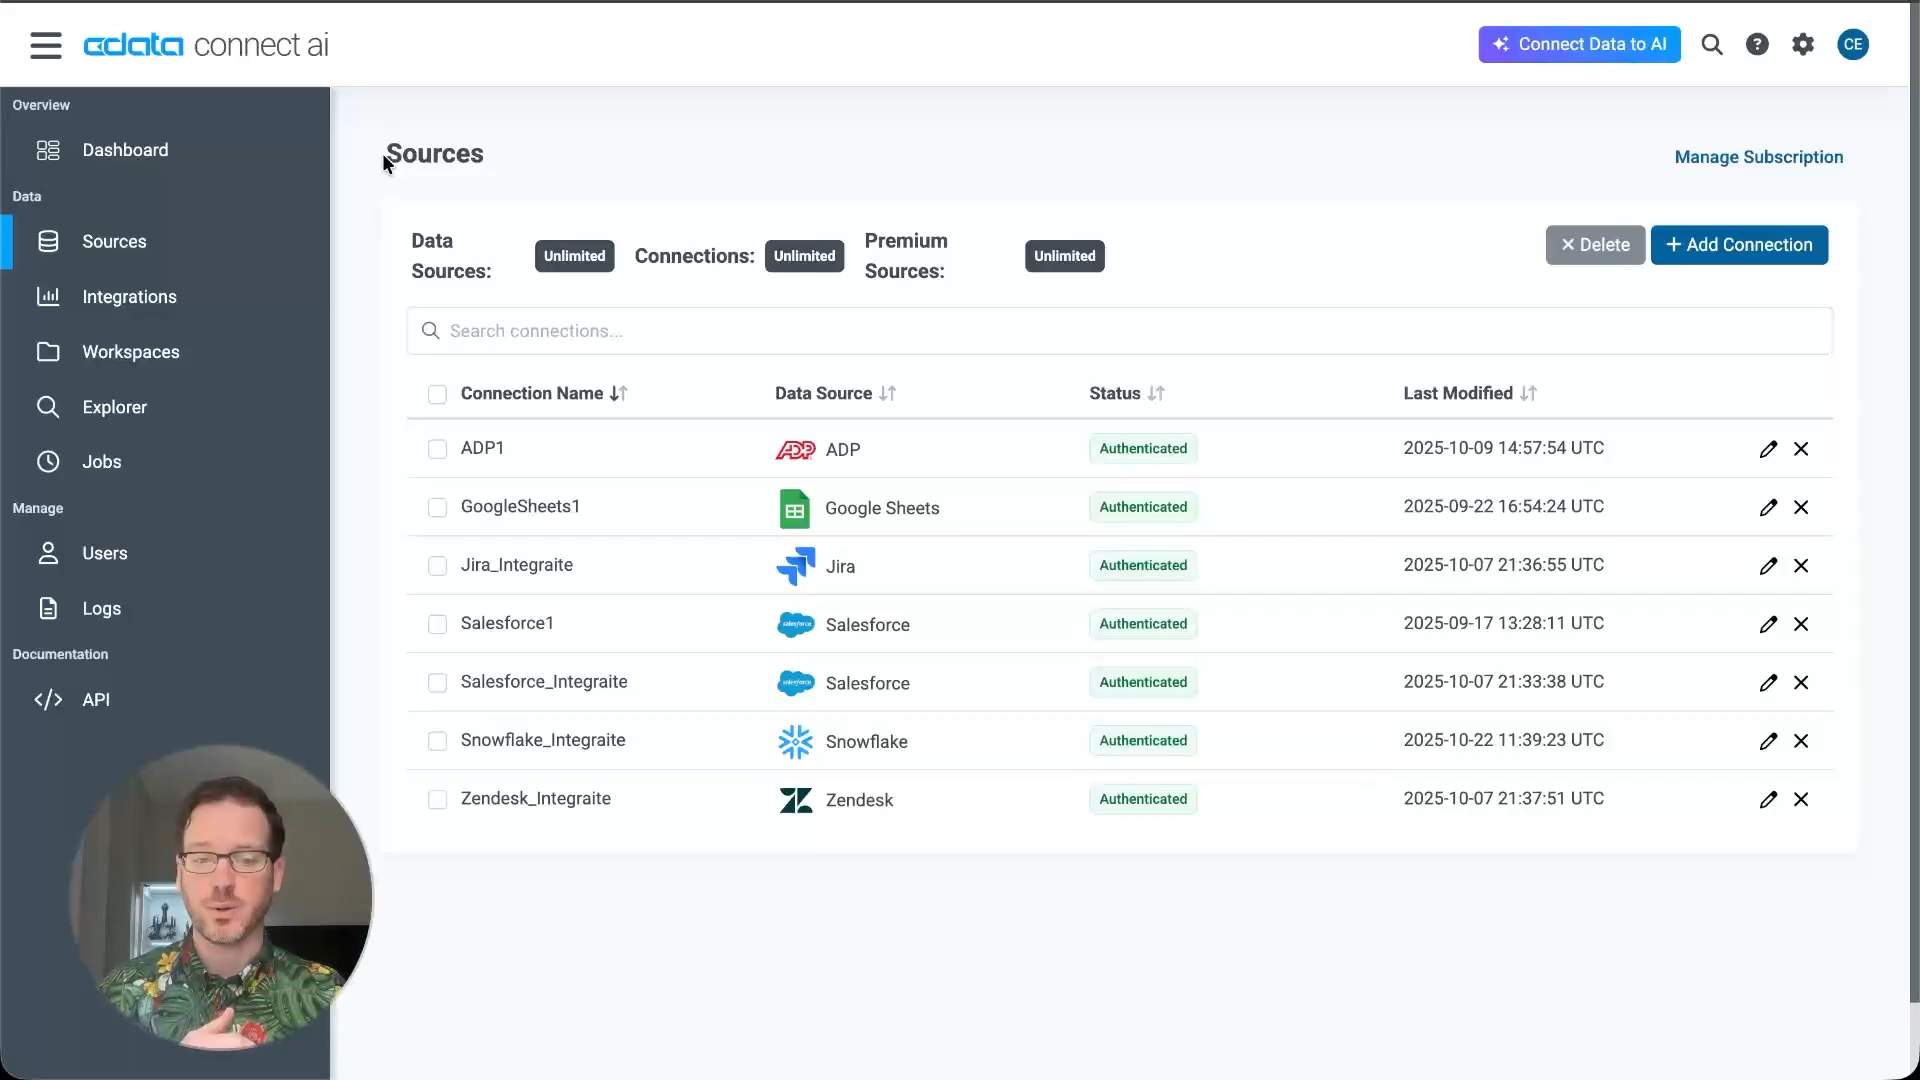 cdata connect ai
Connect Data to AI
?
CE
Overview
Dashboard
Data
Sources
Integrations
Workspaces
Explorer
Jobs
Manage
Users
Logs
Documentation
</> API
Sources
Manage Subscription
Data Sources: Unlimited Connections: Unlimited Premium Sources: Unlimited
Delete
+ Add Connection
Search connections...
Connection Name Data Source Status Last Modified
ADP1 ADP ADP Authenticated 2025-10-09 14:57:54 UTC
GoogleSheets1 Google Sheets Authenticated 2025-09-22 16:54:24 UTC
Jira_Integraite Jira Authenticated 2025-10-07 21:36:55 UTC
Salesforce1 salesforce Salesforce Authenticated 2025-09-17 13:28:11 UTC
Salesforce_Integraite salesforce Salesforce Authenticated 2025-10-07 21:33:38 UTC
Snowflake_Integraite Snowflake Authenticated 2025-10-22 11:39:23 UTC
Zendesk_Integraite Zendesk Authenticated 2025-10-07 21:37:51 UTC